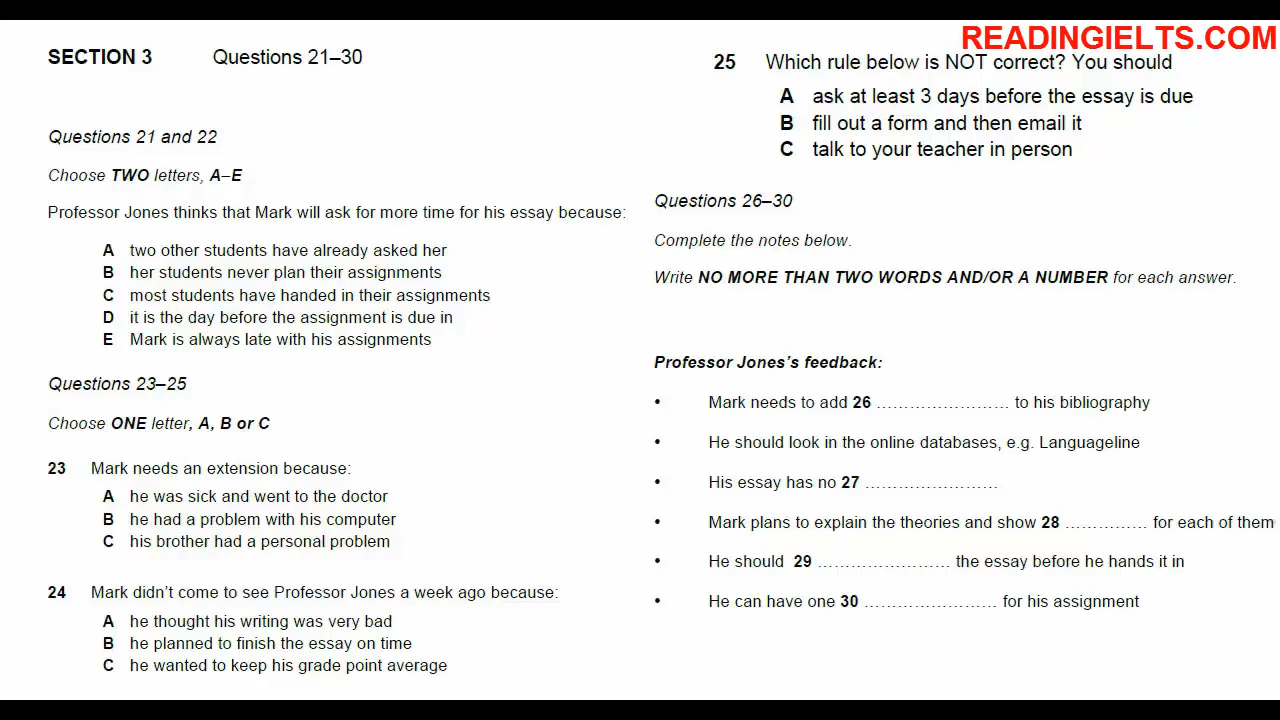 READINGIELTS.COM
SECTION 3 Questions 21–30
Questions 21 and 22
Choose TWO letters, A–E
Professor Jones thinks that Mark will ask for more time for his essay because:
A two other students have already asked her
B her students never plan their assignments
C most students have handed in their assignments
D it is the day before the assignment is due in
E Mark is always late with his assignments
Questions 23–25
Choose ONE letter, A, B or C
23 Mark needs an extension because:
A he was sick and went to the doctor
B he had a problem with his computer
C his brother had a personal problem
24 Mark didn't come to see Professor Jones a week ago because:
A he thought his writing was very bad
B he planned to finish the essay on time
C he wanted to keep his grade point average
25 Which rule below is NOT correct? You should
A ask at least 3 days before the essay is due
B fill out a form and then email it
C talk to your teacher in person
Questions 26–30
Complete the notes below.
Write NO MORE THAN TWO WORDS AND/OR A NUMBER for each answer.
Professor Jones's feedback:
• Mark needs to add 26 …………………… to his bibliography
• He should look in the online databases, e.g. Languageline
• His essay has no 27 ……………………
• Mark plans to explain the theories and show 28 …………… for each of them
• He should 29 …………………… the essay before he hands it in
• He can have one 30 …………………… for his assignment